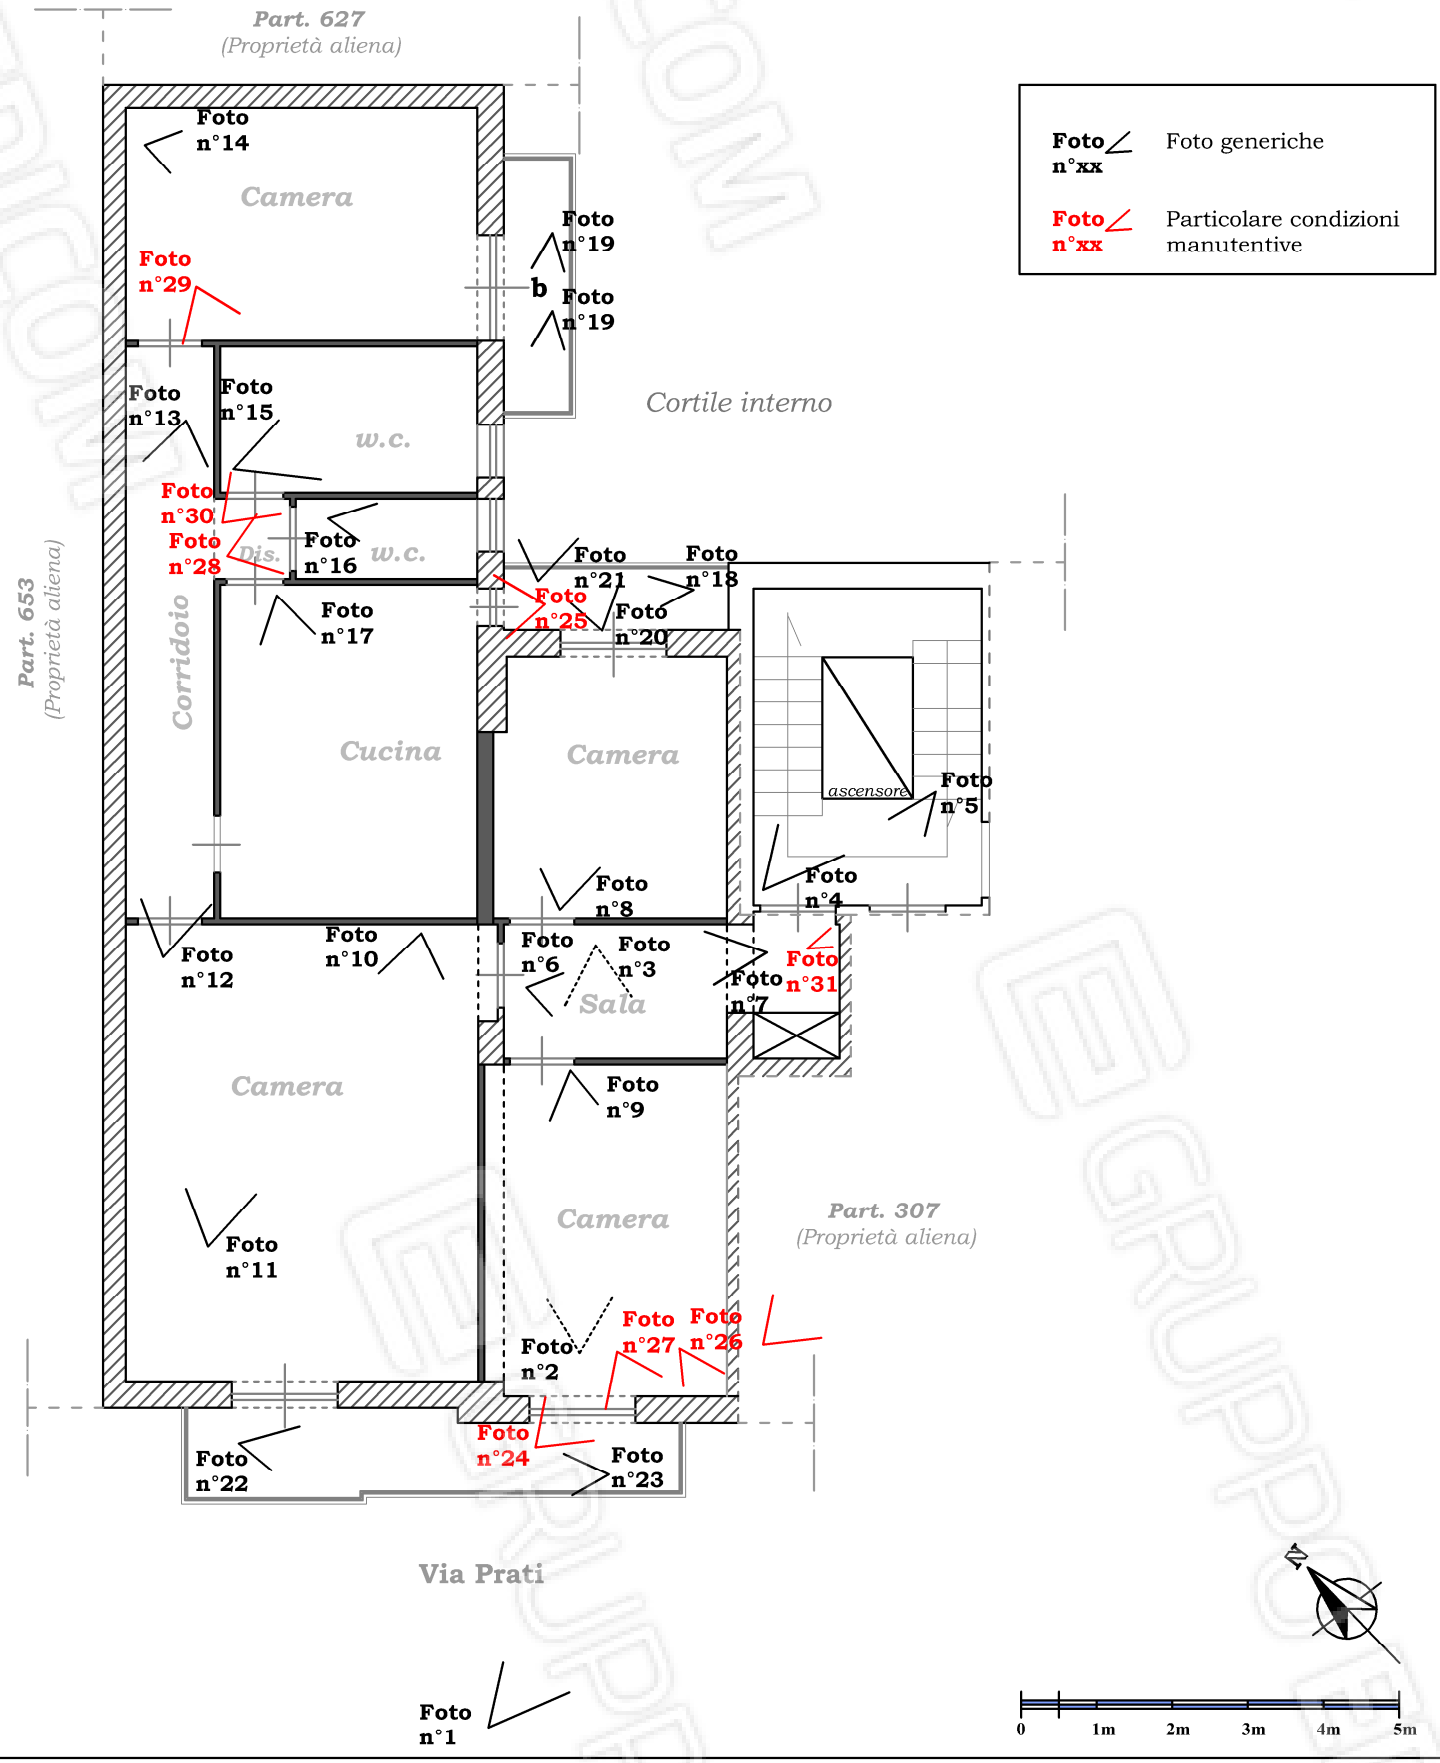 Part. 627
(Proprietà aliena)
Foto
n°14
Camera
Foto
n°xx
Foto generiche
Foto
n°xx
Particolare condizioni
manutentive
Foto
n°19
Foto
n°29
b
Foto
n°19
Foto
n°13
Foto
n°15
w.c.
Cortile interno
Foto
n°30
Foto
n°28
Dis.
Foto
n°16
w.c.
Foto
n°21
Foto
n°18
Foto
n°25
Foto
n°20
Foto
n°17
Part. 653
(Proprietà aliena)
Corridoio
Cucina
Camera
ascensore
Foto
n°5
Foto
n°4
Foto
n°8
Foto
n°12
Foto
n°10
Foto
n°6
Foto
n°3
Sala
Foto
n°7
Foto
n°31
Camera
Foto
n°9
Foto
n°11
Camera
Part. 307
(Proprietà aliena)
Foto
n°2
Foto
n°27
Foto
n°26
Foto
n°22
Foto
n°24
Foto
n°23
Via Prati
Foto
n°1
N
0 1m 2m 3m 4m 5m
GRUPPO
GRUPP
EDICOM
COM